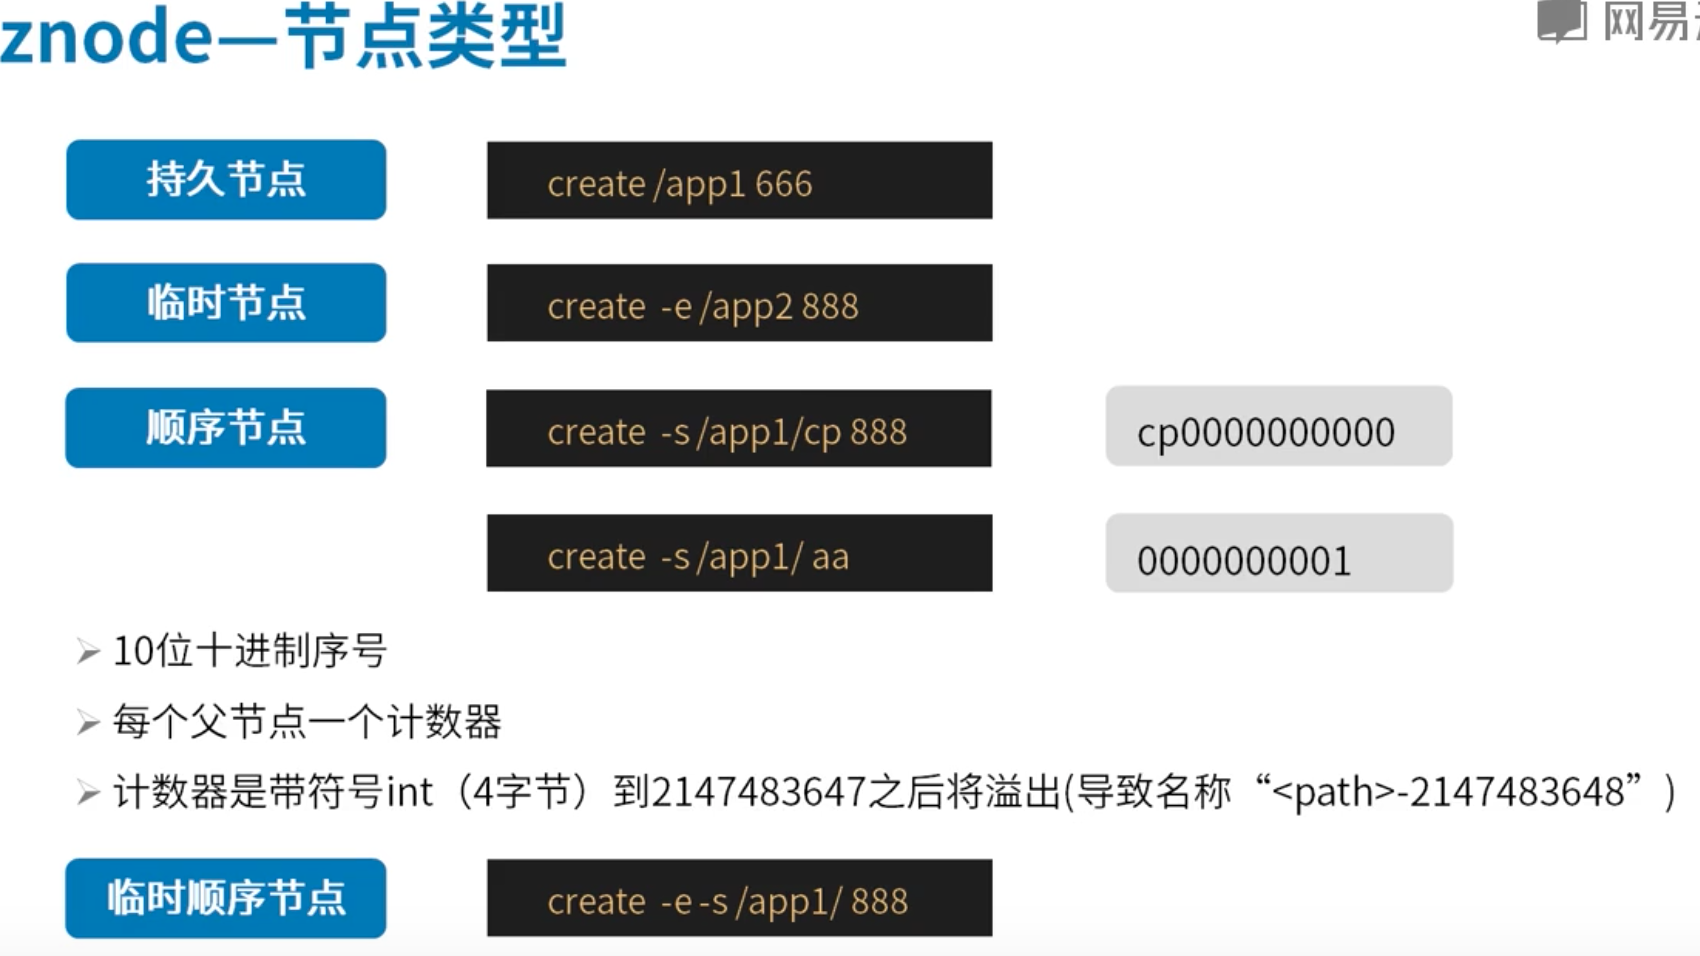 znode—节点类型
网易
持久节点
create /app1 666
临时节点
create -e /app2 888
顺序节点
create -s /app1/cp 888
cp0000000000
create -s /app1/ aa
0000000001
10位十进制序号
每个父节点一个计数器
计数器是带符号int（4字节）到2147483647之后将溢出(导致名称“<path>-2147483648”)
临时顺序节点
create -e -s /app1/ 888